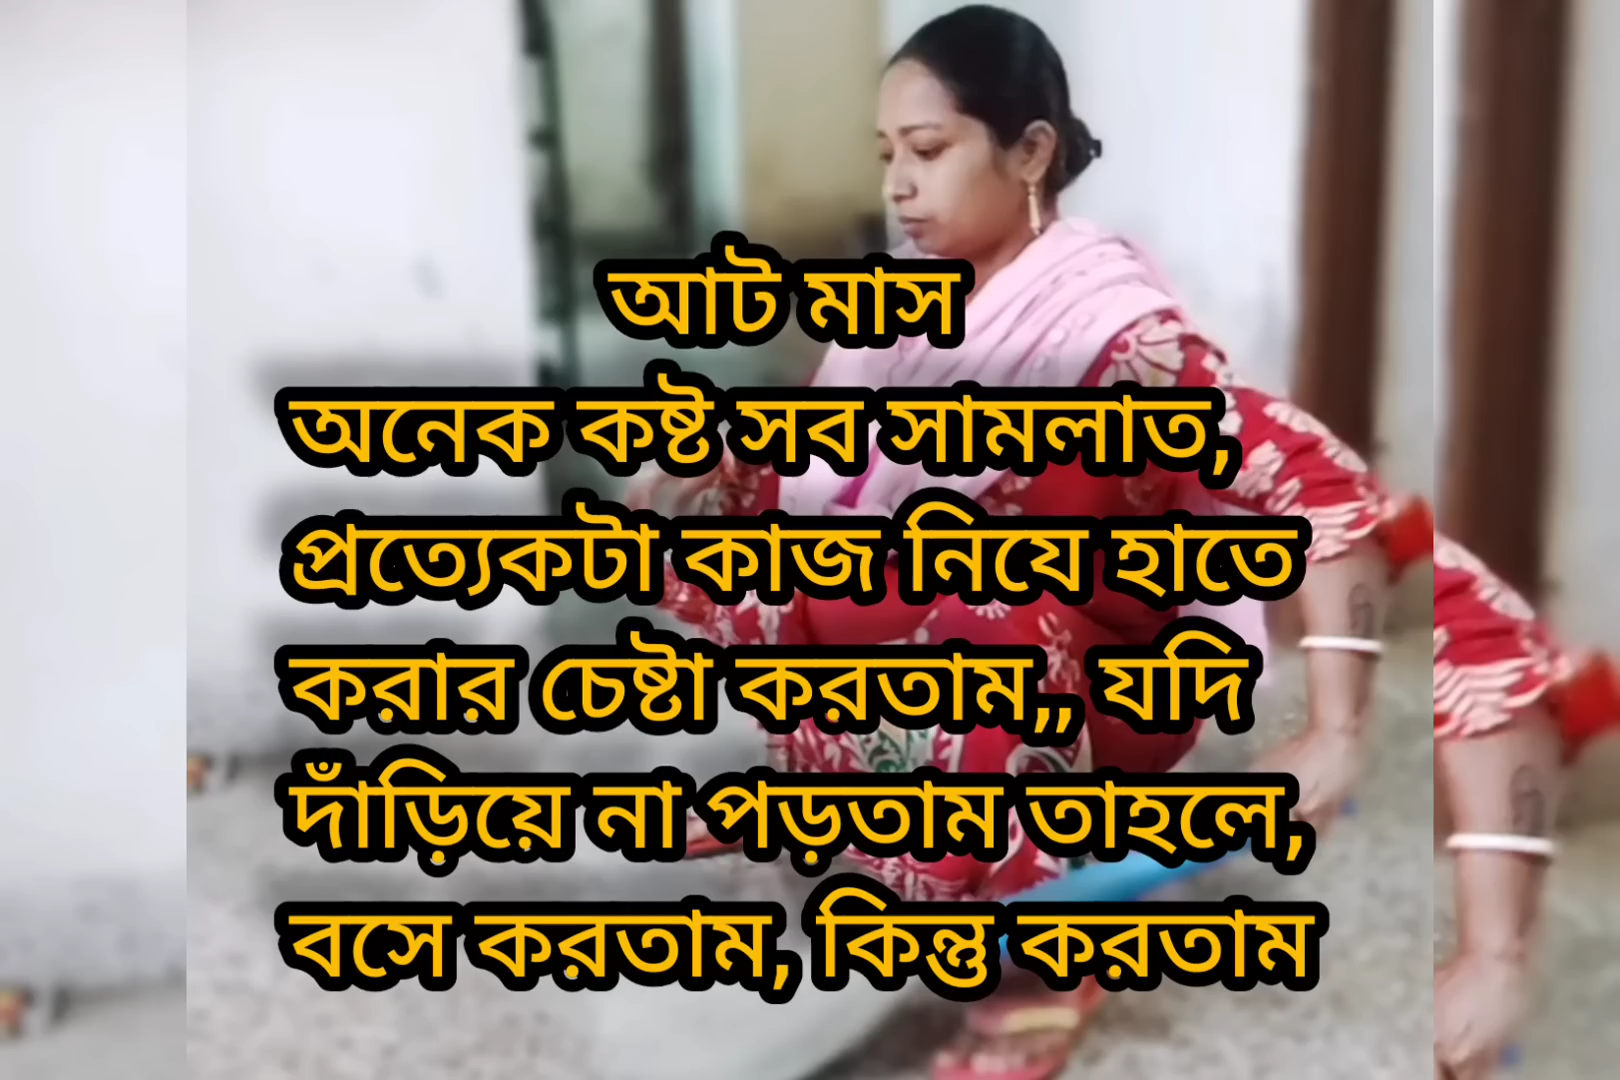 আট মাস
অনেক কষ্ট সব সামলাত,
প্রত্যেকটা কাজ নিযে হাতে
করার চেষ্টা করতাম,, যদি
দাঁড়িয়ে না পড়তাম তাহলে,
বসে করতাম, কিন্তু করতাম